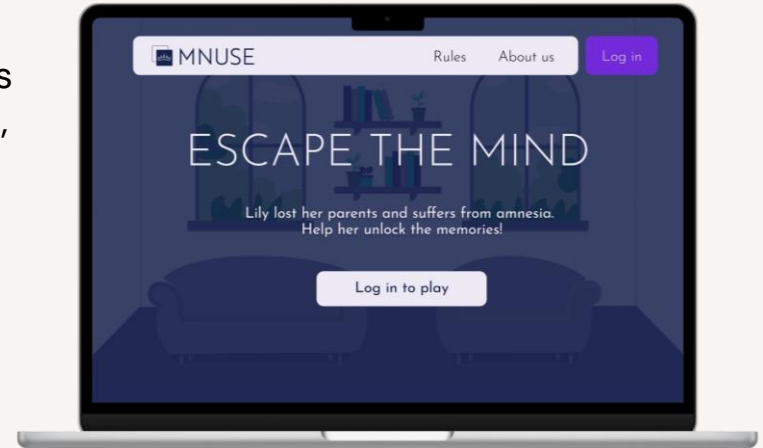 s
,
MNUSE
Rules About us
Log in
ESCAPE THE MIND
Lily lost her parents and suffers from amnesia.
Help her unlock the memories!
Log in to play